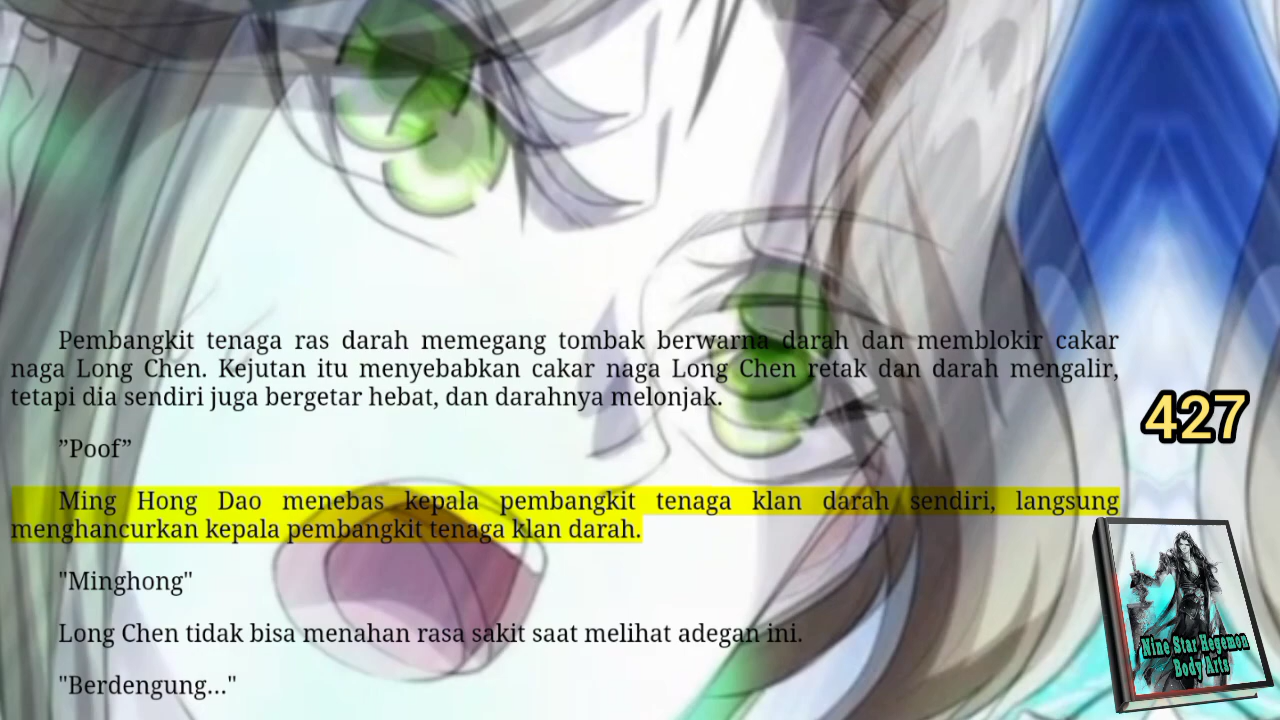 Pembangkit tenaga ras darah memegang tombak berwarna darah dan memblokir cakar
naga Long Chen. Kejutan itu menyebabkan cakar naga Long Chen retak dan darah mengalir,
tetapi dia sendiri juga bergetar hebat, dan darahnya melonjak.
”Poof”
Ming Hong Dao menebas kepala pembangkit tenaga klan darah sendiri, langsung
menghancurkan kepala pembangkit tenaga klan darah.
"Minghong"
Long Chen tidak bisa menahan rasa sakit saat melihat adegan ini.
"Berdengung..."
427
Nine Star Hegemon
Body Arts